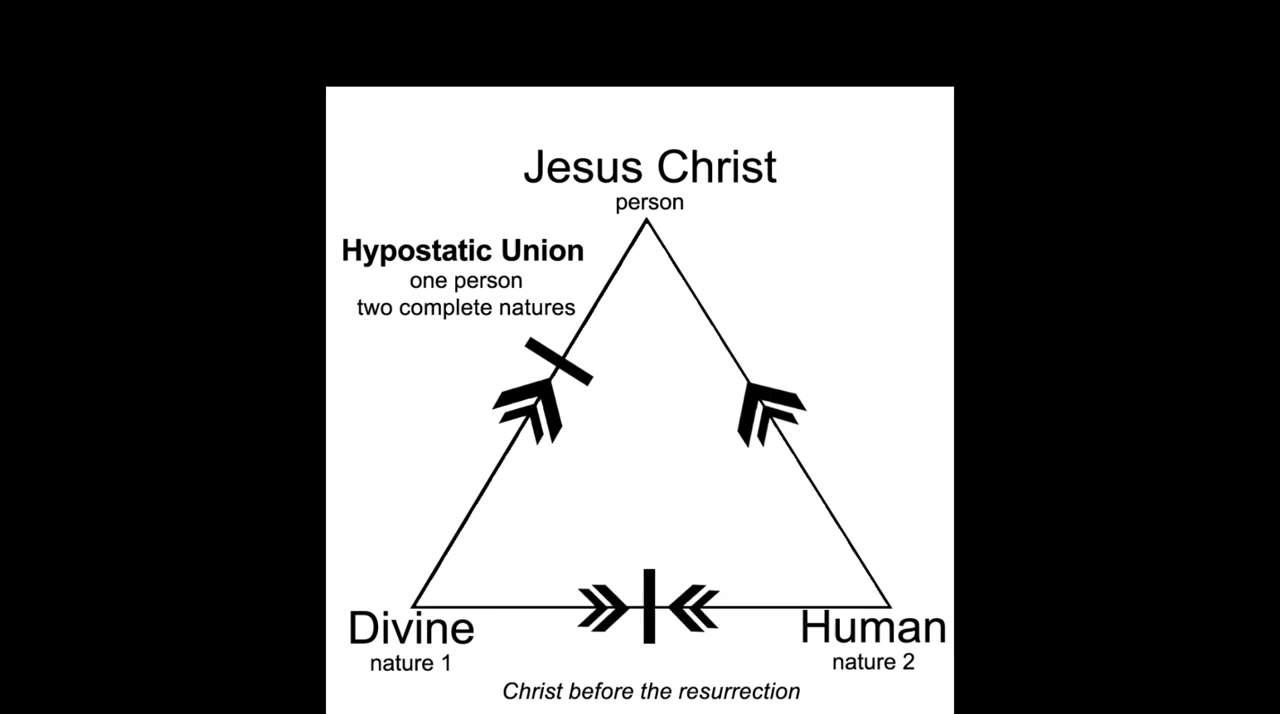 Jesus Christ
person
Hypostatic Union
one person
two complete natures
Divine
nature 1
Human
nature 2
Christ before the resurrection